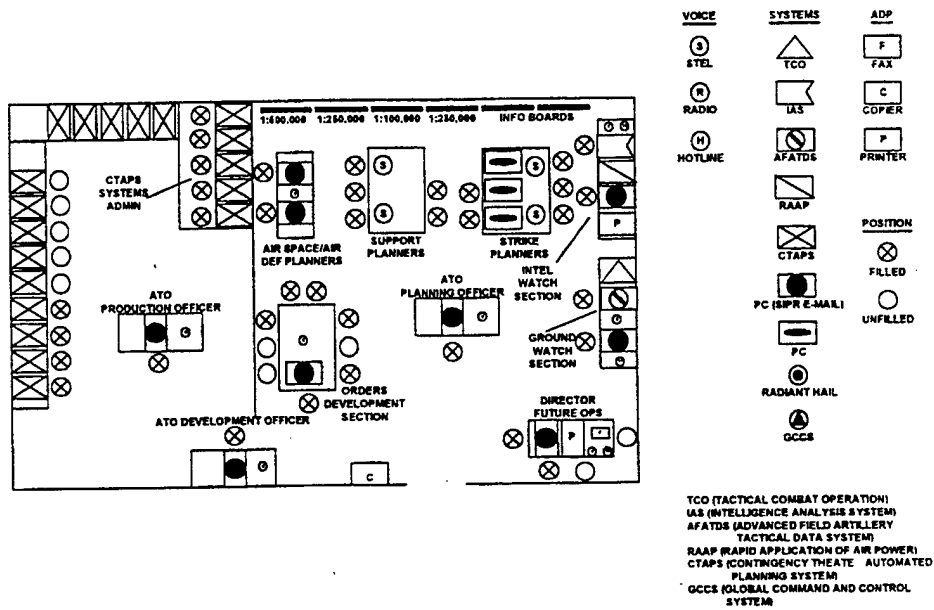 VOICE
SYSTEMS
ADP
S
STEL
TCO
F
FAX
R
RADIO
IAS
C
COPIER
H
HOTLINE
AFATDS
P
PRINTER
RAAP
CTAPS
PC (SIPR E-MAIL)
PC
RADIANT HAIL
GCCS
POSITION
FILLED
UNFILLED
1:500,000
1:250,000
1:100,000
1:250,000
INFO BOARDS
CTAPS
SYSTEMS
ADMIN
S
S
S
S
P
AIR SPACE/AIR
DEF PLANNERS
SUPPORT
PLANNERS
STRIKE
PLANNERS
INTEL
WATCH
SECTION
ATO
PRODUCTION OFFICER
ATO
PLANNING OFFICER
GROUND
WATCH
SECTION
ORDERS
DEVELOPMENT
SECTION
ATO DEVELOPMENT OFFICER
DIRECTOR
FUTURE OPS
P
C
TCO (TACTICAL COMBAT OPERATION)
IAS (INTELLIGENCE ANALYSIS SYSTEM)
AFATDS (ADVANCED FIELD ARTILLERY
TACTICAL DATA SYSTEM)
RAAP (RAPID APPLICATION OF AIR POWER)
CTAPS (CONTINGENCY THEATE AUTOMATED
PLANNING SYSTEM)
GCCS (GLOBAL COMMAND AND CONTROL
SYSTEM)